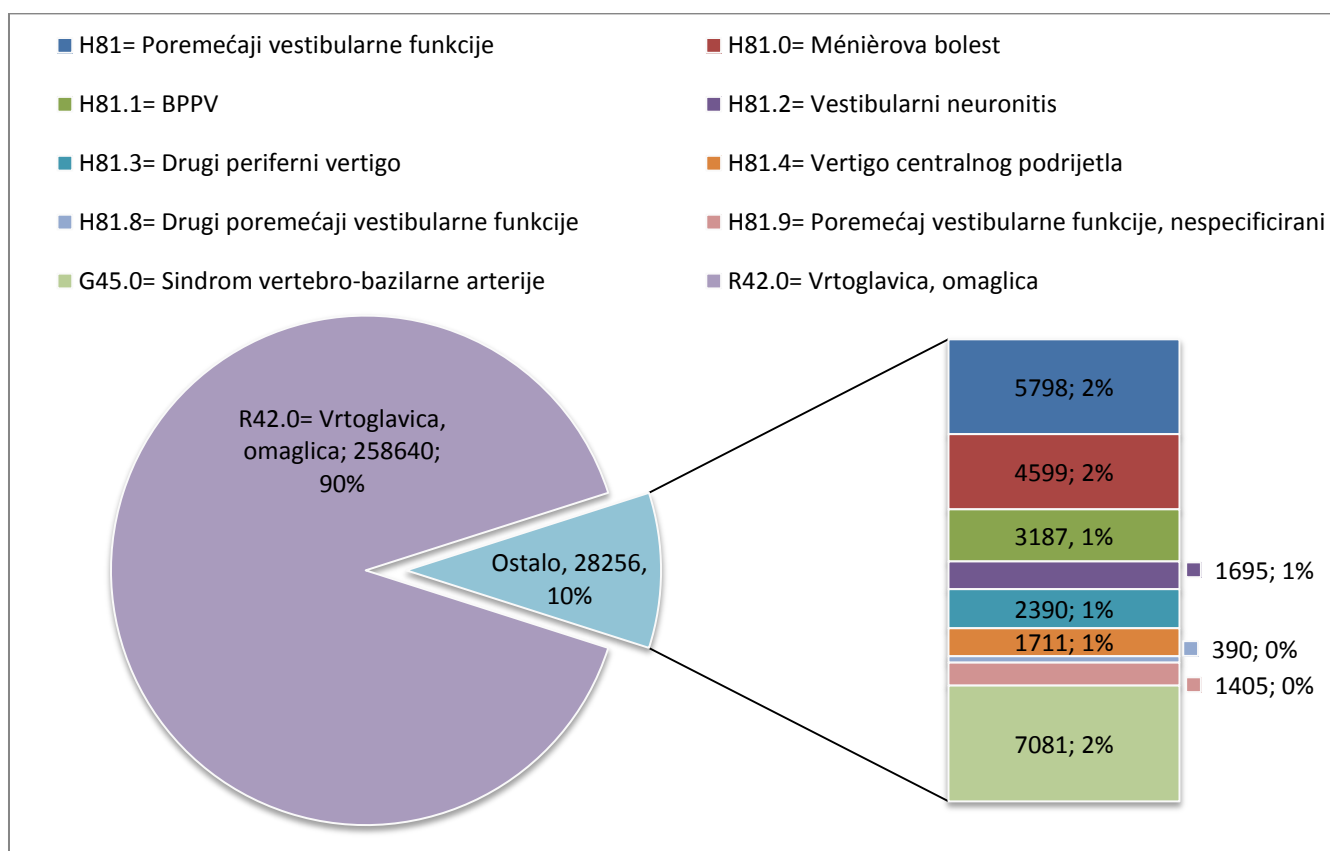 H81= Poremećaji vestibularne funkcije
H81.0= Ménièrova bolest
H81.1= BPPV
H81.2= Vestibularni neuronitis
H81.3= Drugi periferni vertigo
H81.4= Vertigo centralnog podrijetla
H81.8= Drugi poremećaji vestibularne funkcije
H81.9= Poremećaj vestibularne funkcije, nespecificirani
G45.0= Sindrom vertebro-bazilarne arterije
R42.0= Vrtoglavica, omaglica
R42.0= Vrtoglavica,
omaglica; 258640;
90%
Ostalo, 28256,
10%
5798; 2%
4599; 2%
3187, 1%
1695; 1%
2390; 1%
1711; 1%
390; 0%
1405; 0%
7081; 2%